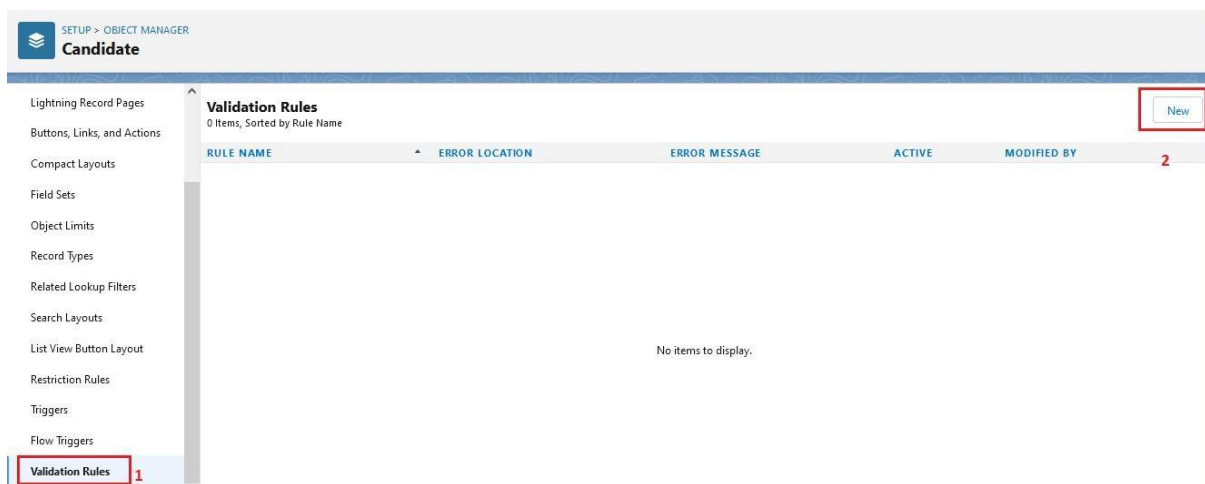 SETUP > OBJECT MANAGER
Candidate
Lightning Record Pages
Buttons, Links, and Actions
Compact Layouts
Field Sets
Object Limits
Record Types
Related Lookup Filters
Search Layouts
List View Button Layout
Restriction Rules
Triggers
Flow Triggers
Validation Rules 1
Validation Rules
0 Items, Sorted by Rule Name
New
2
RULE NAME ERROR LOCATION ERROR MESSAGE ACTIVE MODIFIED BY
No items to display.